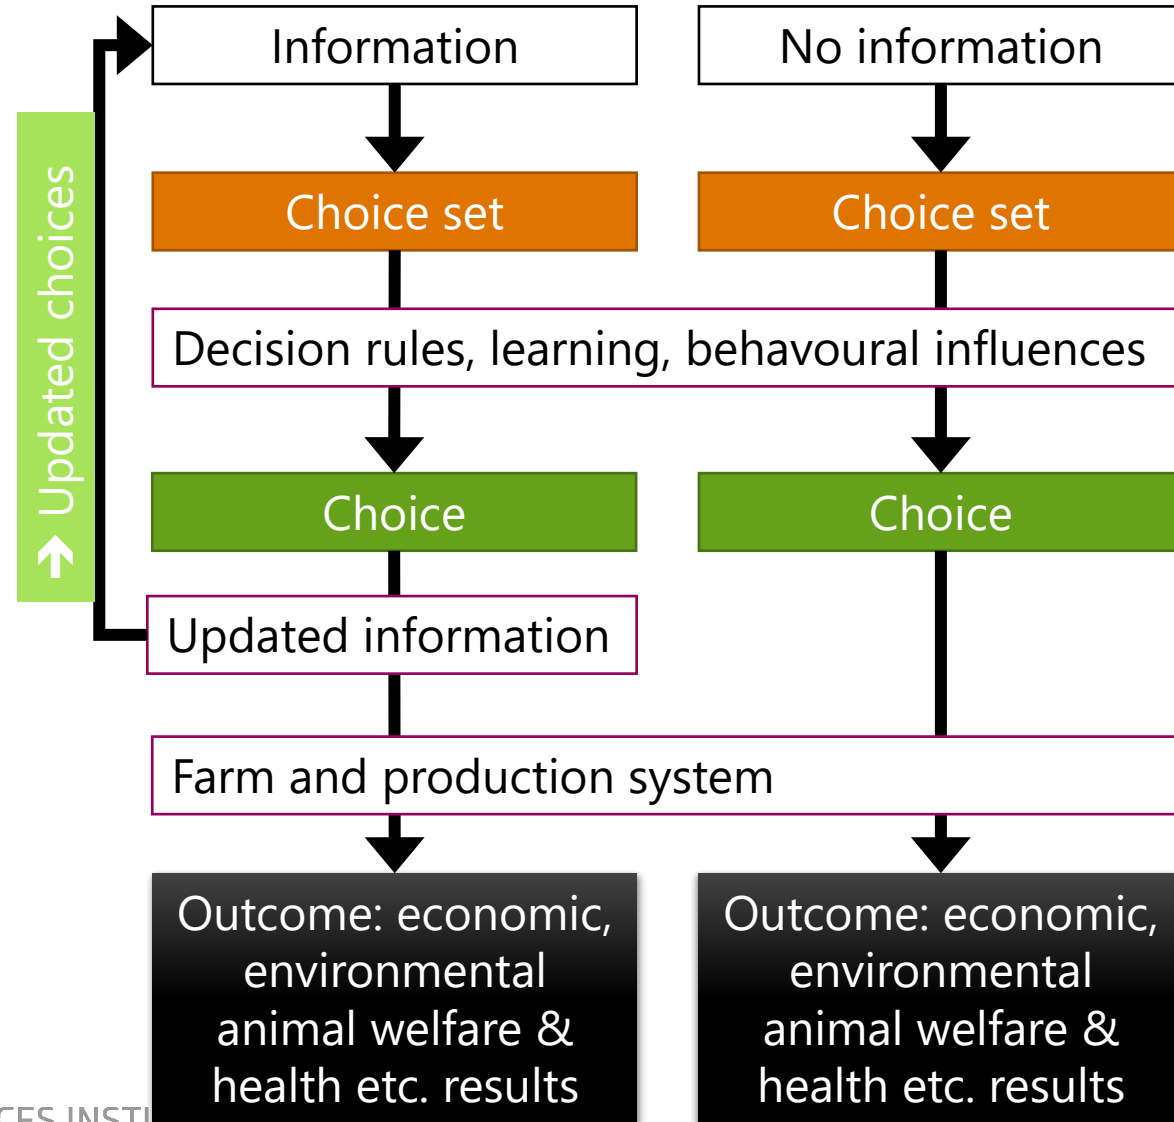 Information
No information
Choice set
Choice set
Decision rules, learning, behavoural influences
Choice
Choice
Updated information
🡩 Updated choices
Farm and production system
Outcome: economic,
environmental
animal welfare &
health etc. results
Outcome: economic,
environmental
animal welfare &
health etc. results